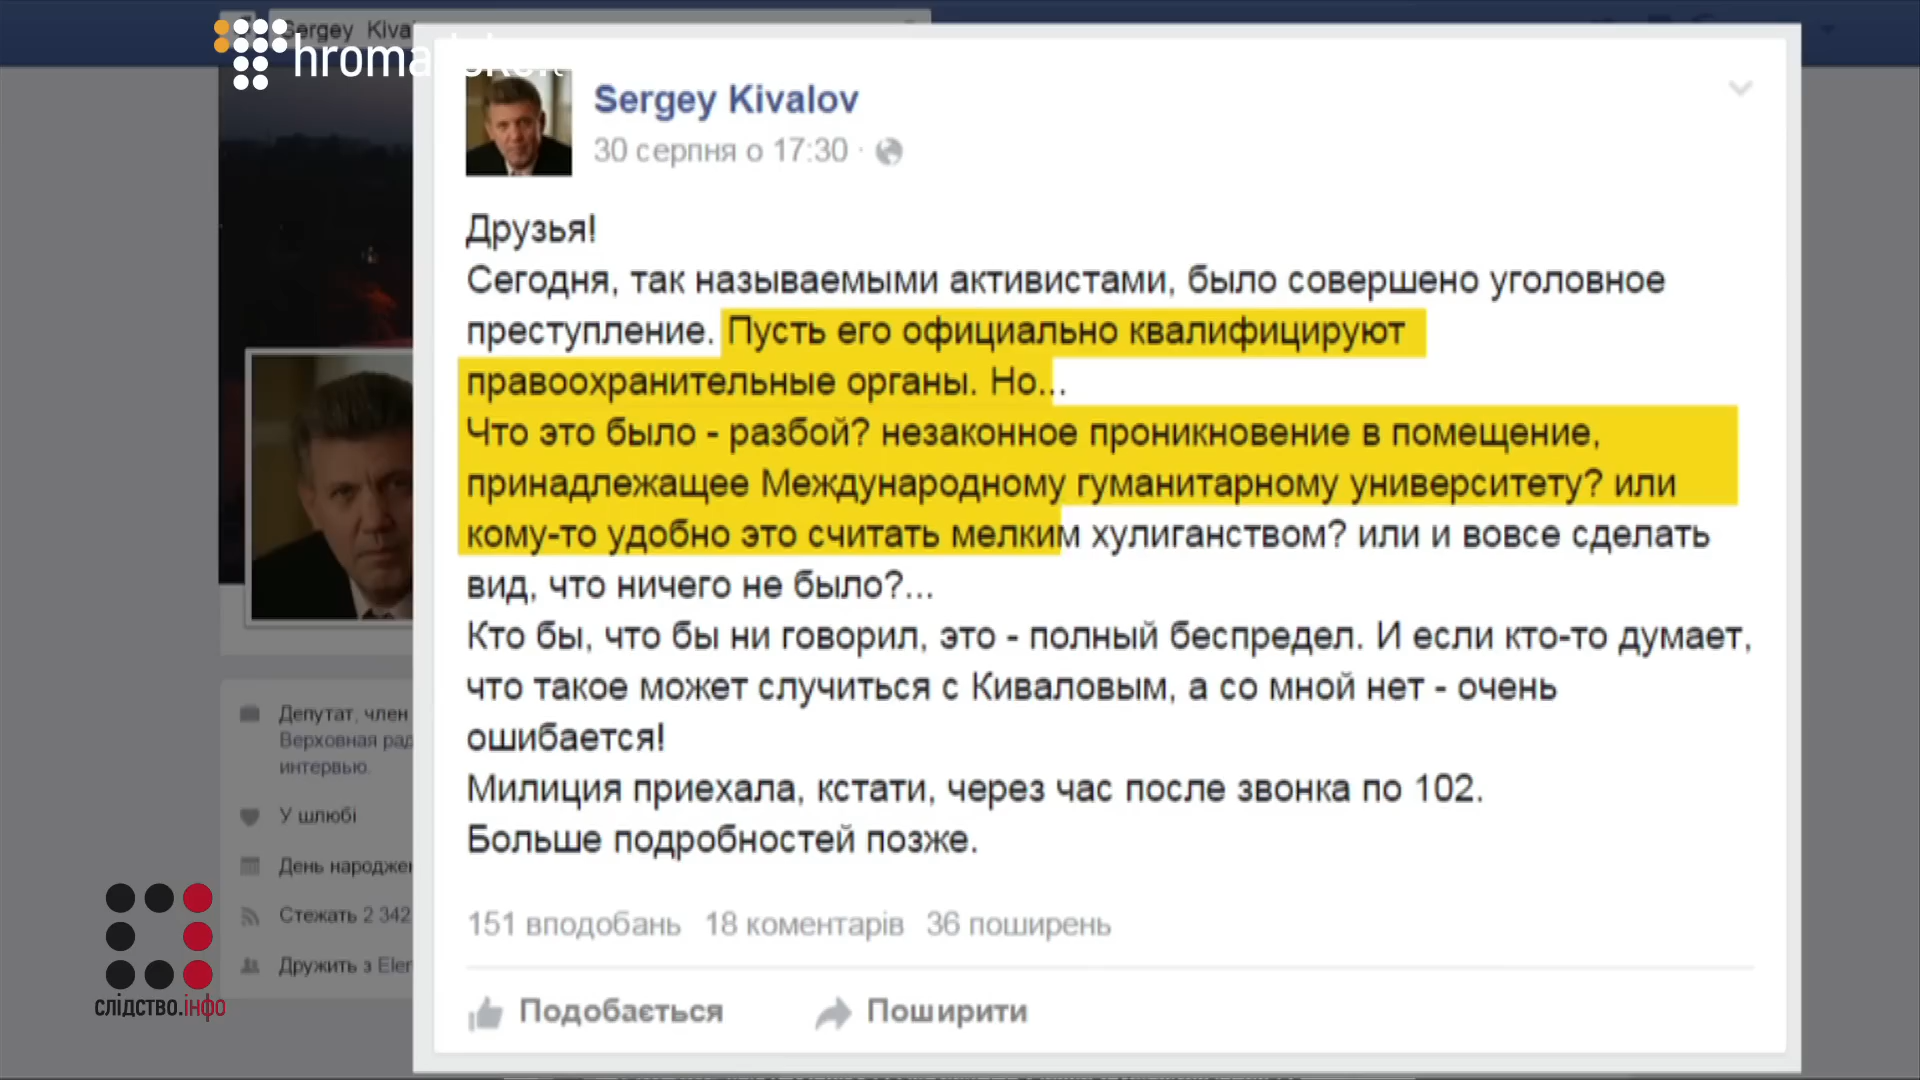 Sergey Kiva
hromadske.t
Sergey Kivalov
30 серпня о 17:30 ·
Друзья!
Сегодня, так называемыми активистами, было совершено уголовное
преступление. Пусть его официально квалифицируют
правоохранительные органы. Но...
Что это было - разбой? незаконное проникновение в помещение,
принадлежащее Международному гуманитарному университету? или
кому-то удобно это считать мелким хулиганством? или и вовсе сделать
вид, что ничего не было?...
Кто бы, что бы ни говорил, это - полный беспредел. И если кто-то думает,
что такое может случиться с Киваловым, а со мной нет - очень
ошибается!
Милиция приехала, кстати, через час после звонка по 102.
Больше подробностей позже.
151 вподобань 18 коментарів 36 поширень
Подобається Поширити
Депутат, член
Верховная рад
интервью.
У шлюбі
День народжен
Стежать 2 342
Дружить з Eler
слідство.інфо